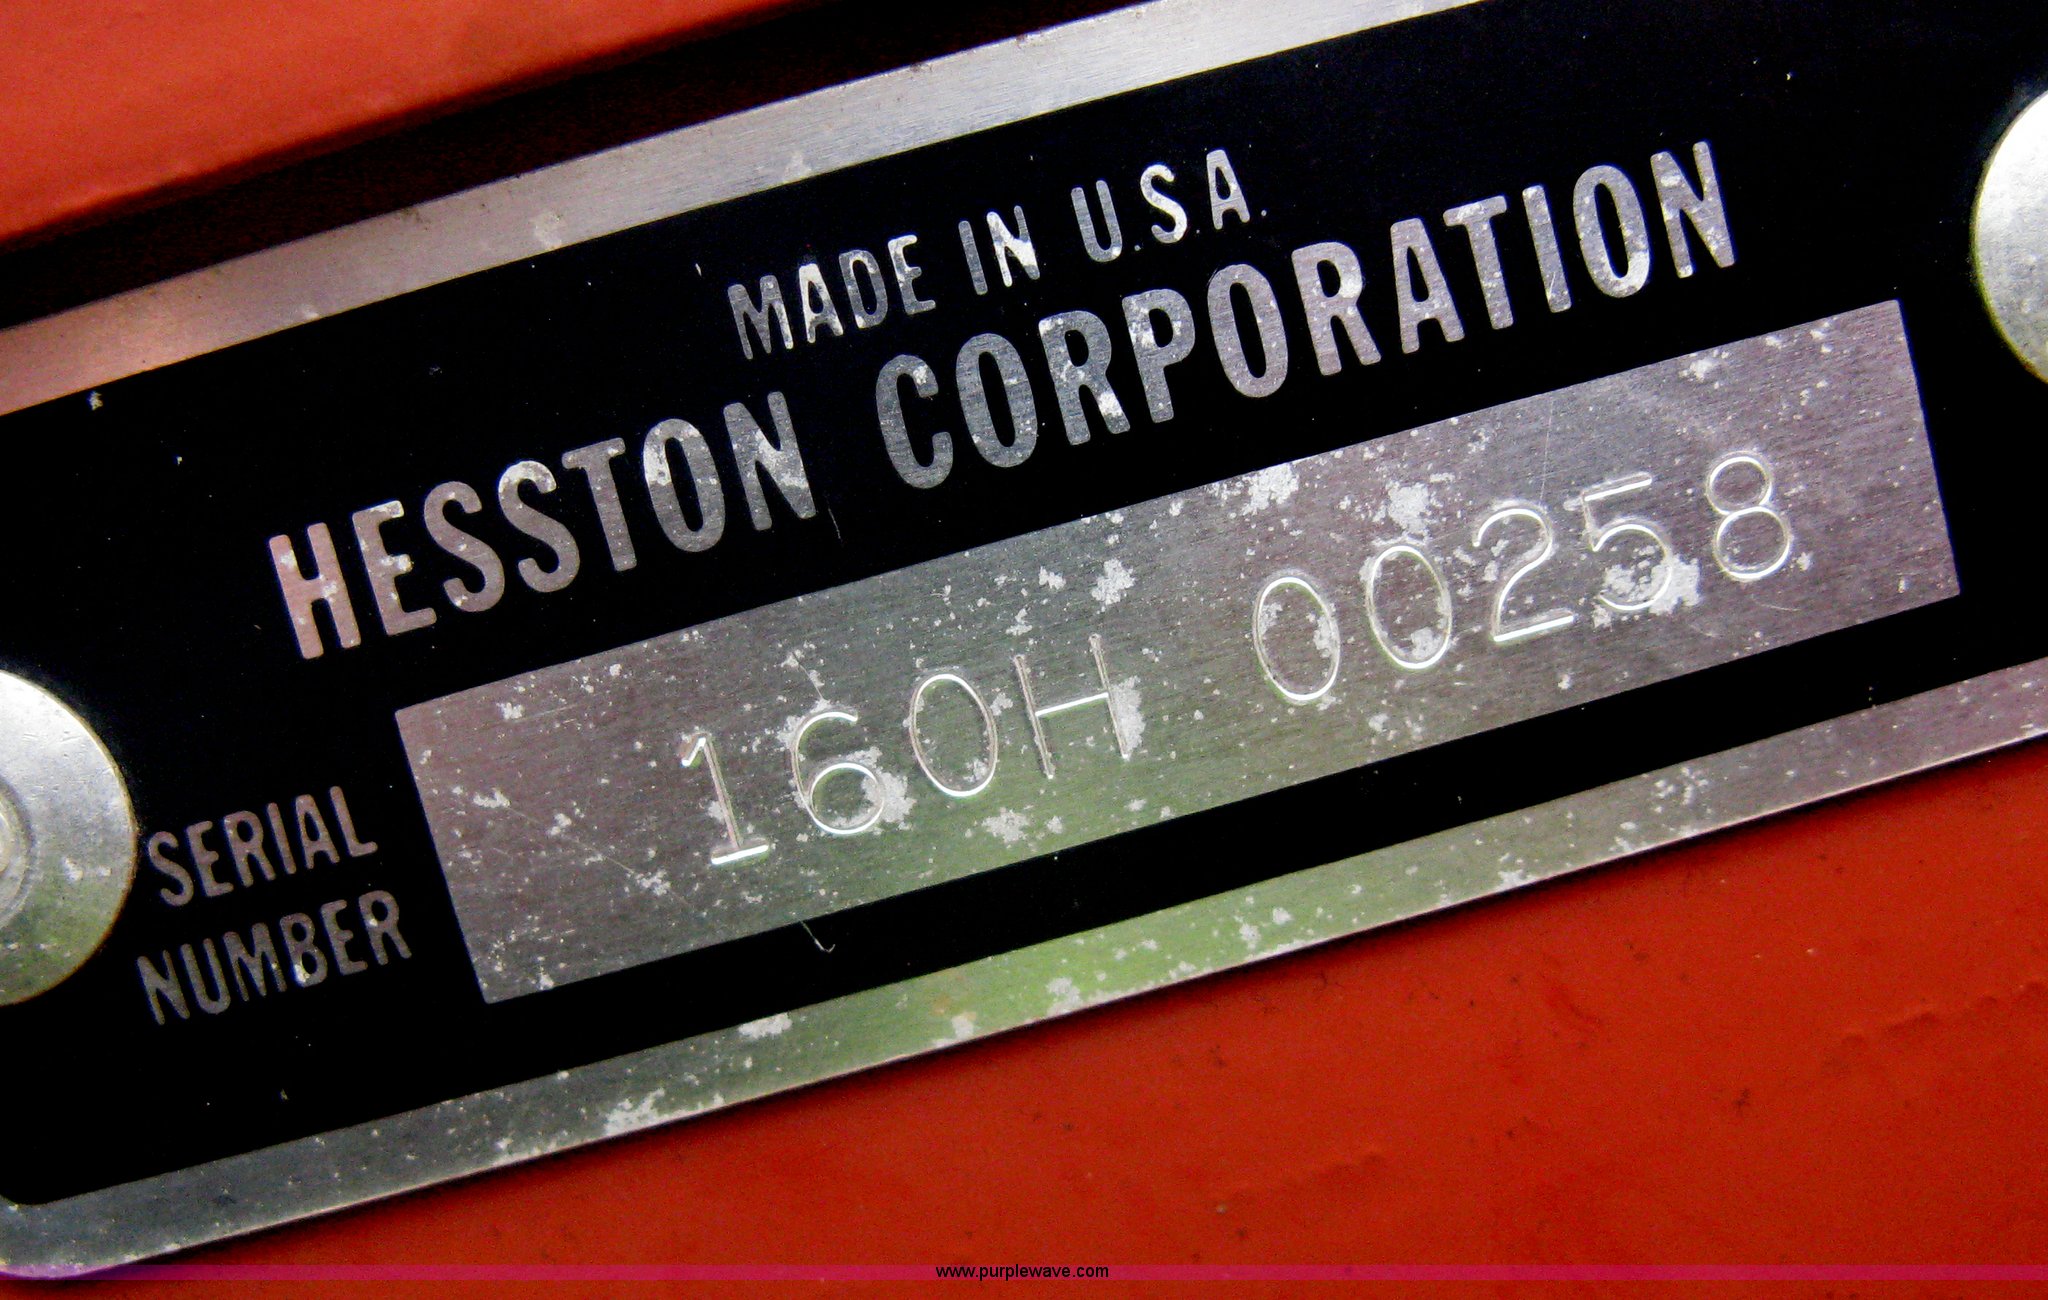 MADE IN U.S.A.
HESSTON CORPORATION
SERIAL
NUMBER
160H 00258
www.purplewave.com